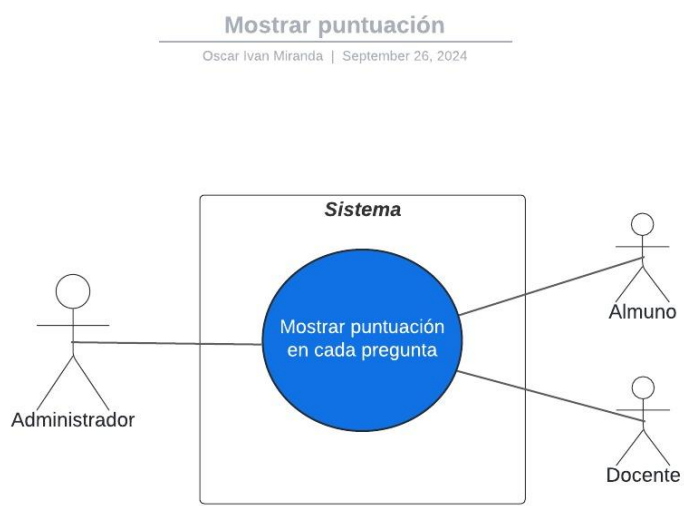 Mostrar puntuación
Oscar Ivan Miranda | September 26, 2024
Sistema
Mostrar puntuación
en cada pregunta
Administrador
Almuno
Docente